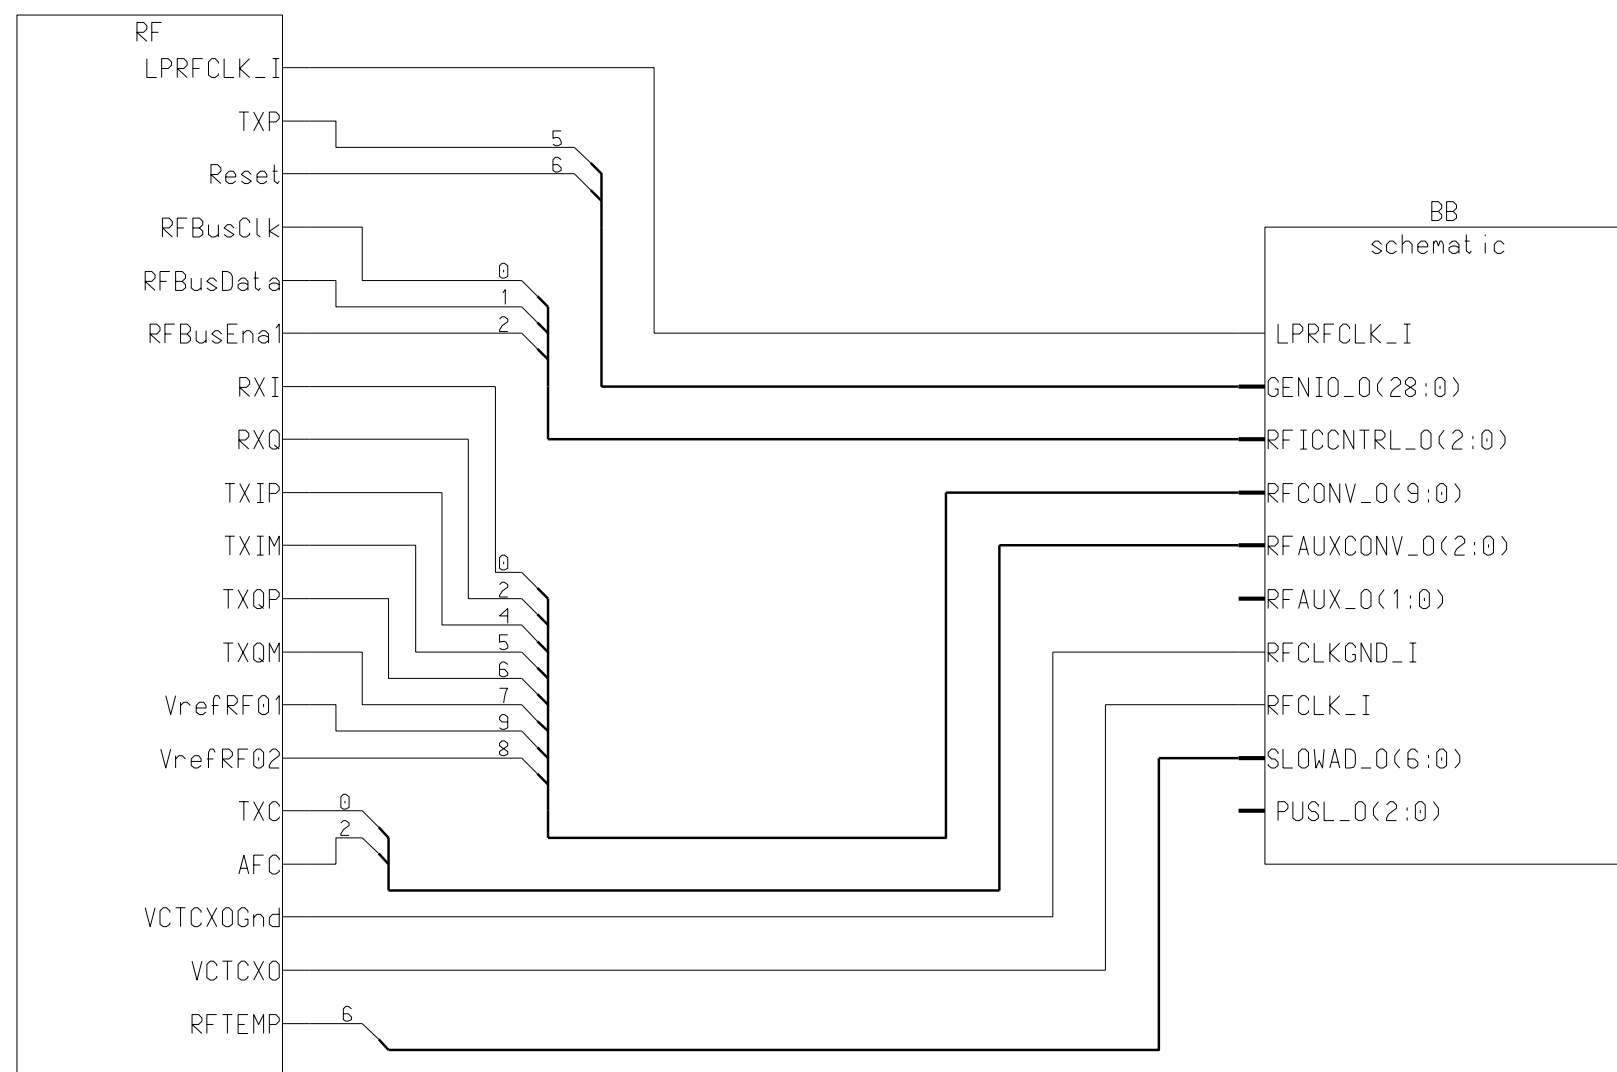 RF
LPRFCLK_I
TXP
5
Reset
6
BB
RFBusClk
schematic
0
RFBusData
1
RFBusEna1
2
LPRFCLK_I
RXI
GENIO_O(28:0)
RXQ
RFICCNTRL_O(2:0)
TXIP
RFCONV_O(9:0)
TXIM
RFAUXCONV_O(2:0)
0
2
TXQP
RFAUX_O(1:0)
4
5
TXQM
RFCLKGND_I
6
7
VrefRF01
RFCLK_I
9
8
VrefRF02
SLOWAD_O(6:0)
0
TXC
PUSL_O(2:0)
2
AFC
VCTCXOGnd
VCTCXO
6
RFTEMP